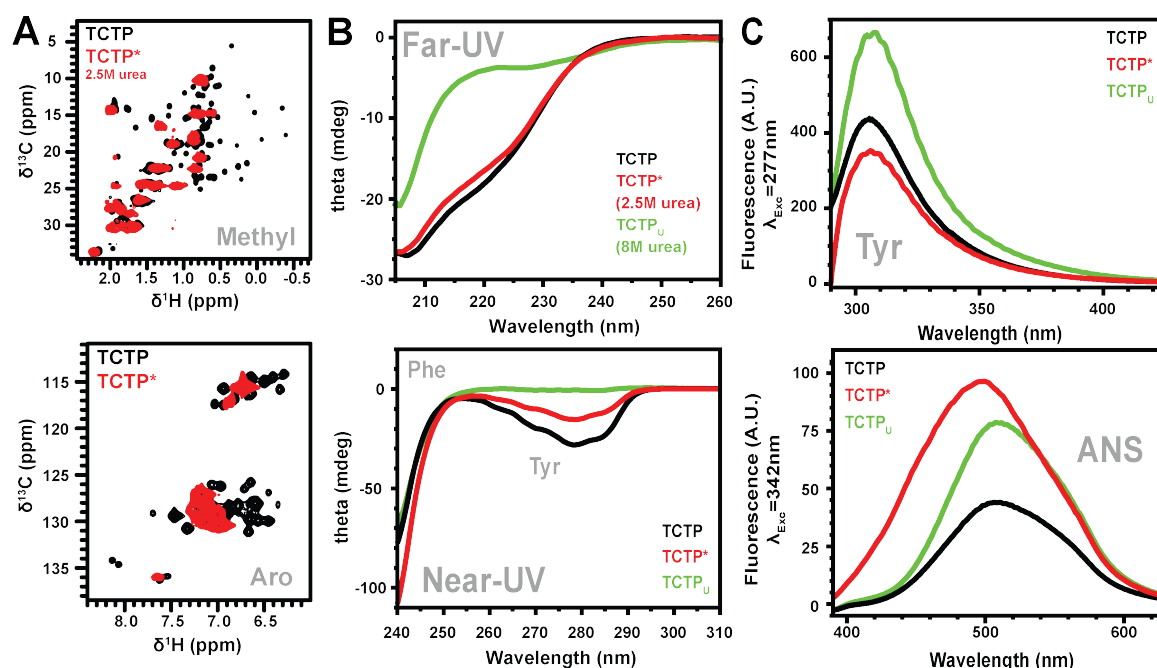 A
TCTP
TCTP*
2.5M urea
5
10
15
20
25
30
δ13C (ppm)
Methyl
2.0 1.5 1.0 0.5 0.0 -0.5
δ1H (ppm)
TCTP
TCTP*
115
120
125
130
135
δ13C (ppm)
Aro
8.0 7.5 7.0 6.5
δ1H (ppm)
B
Far-UV
0
-10
-20
-30
theta (mdeg)
TCTP
TCTP*
(2.5M urea)
TCTPU
(8M urea)
210 220 230 240 250 260
Wavelength (nm)
Phe
0
-50
-100
theta (mdeg)
Tyr
TCTP
TCTP*
TCTPU
Near-UV
240 250 260 270 280 290 300 310
Wavelength (nm)
C
TCTP
TCTP*
TCTPU
600
400
200
0
Fluorescence (A.U.)
λExc=277nm
Tyr
300 350 400
Wavelength (nm)
TCTP
TCTP*
TCTPU
100
75
50
25
0
Fluorescence (A.U.)
λExc=342nm
ANS
400 500 600
Wavelength (nm)